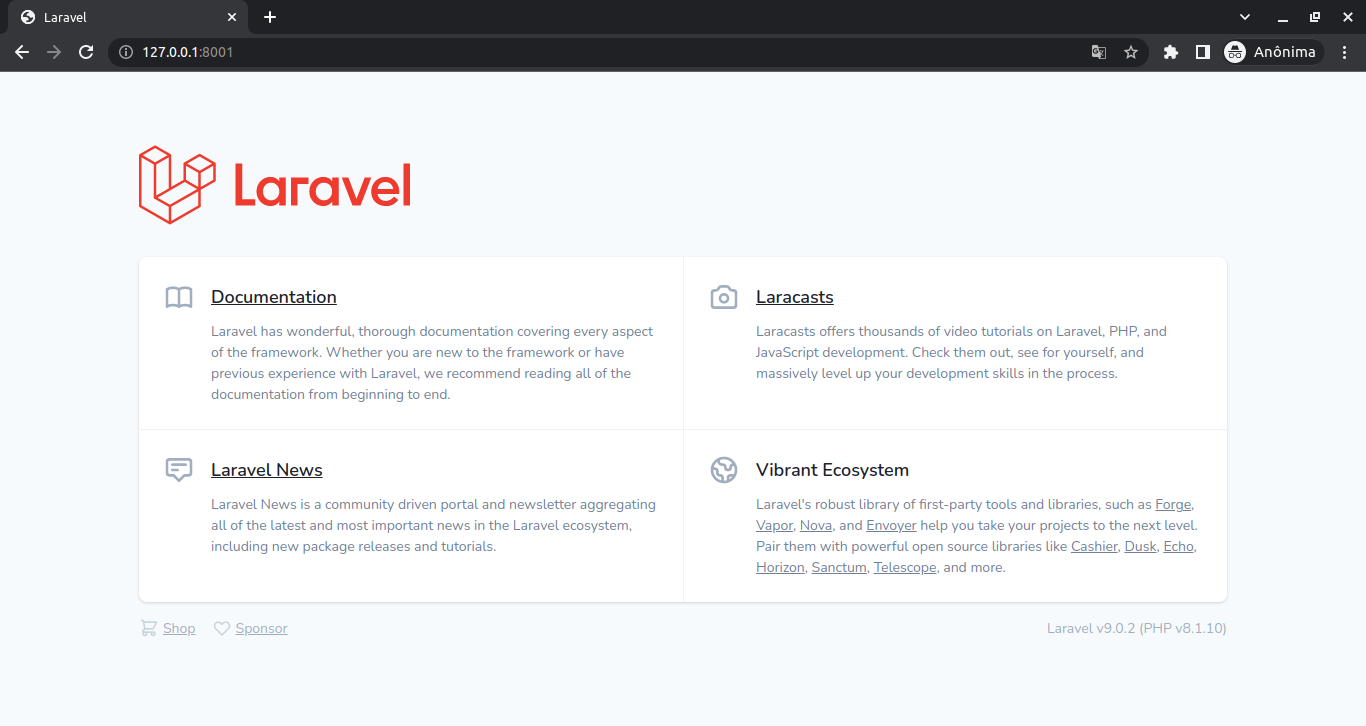 Laravel
127.0.0.1:8001
Anônima
Laravel
Documentation
Laravel has wonderful, thorough documentation covering every aspect
of the framework. Whether you are new to the framework or have
previous experience with Laravel, we recommend reading all of the
documentation from beginning to end.
Laracasts
Laracasts offers thousands of video tutorials on Laravel, PHP, and
JavaScript development. Check them out, see for yourself, and
massively level up your development skills in the process.
Laravel News
Laravel News is a community driven portal and newsletter aggregating
all of the latest and most important news in the Laravel ecosystem,
including new package releases and tutorials.
Vibrant Ecosystem
Laravel's robust library of first-party tools and libraries, such as Forge,
Vapor, Nova, and Envoyer help you take your projects to the next level.
Pair them with powerful open source libraries like Cashier, Dusk, Echo,
Horizon, Sanctum, Telescope, and more.
Shop
Sponsor
Laravel v9.0.2 (PHP v8.1.10)